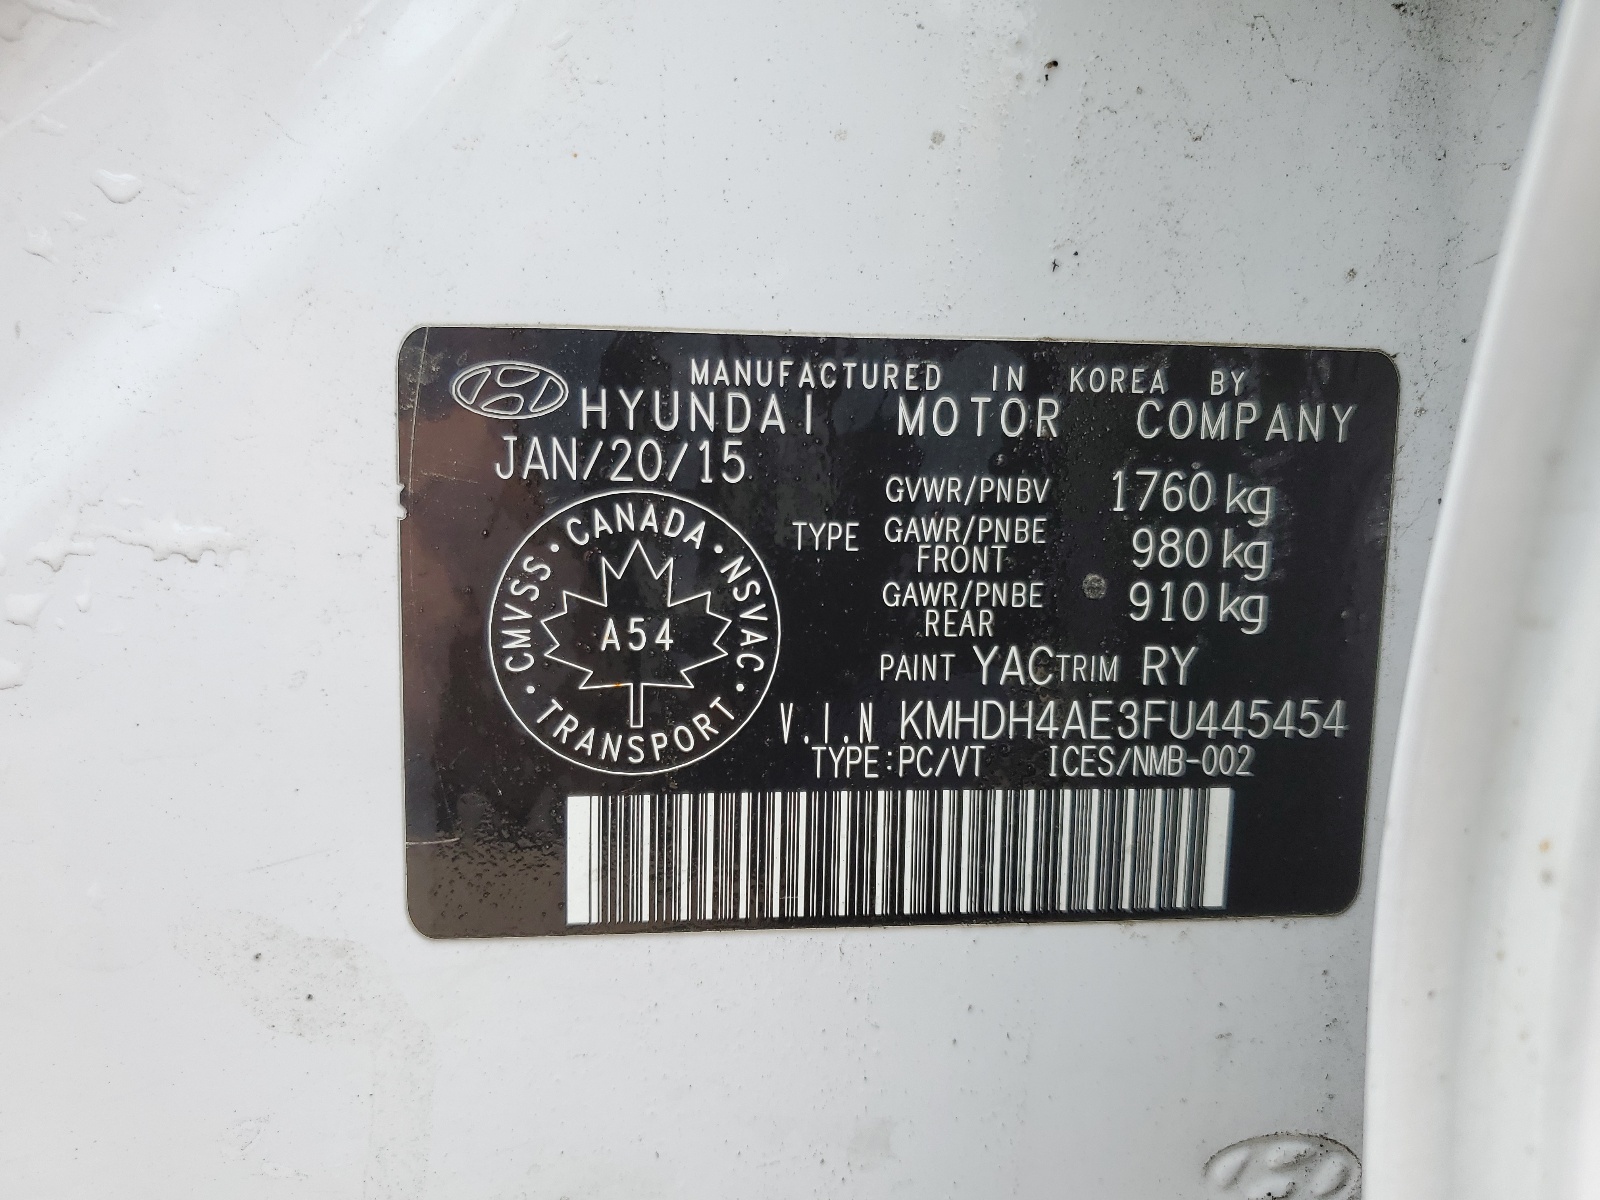 MANUFACTURED IN KOREA BY
HYUNDAI MOTOR COMPANY
JAN/20/15
GVWR/PNBV 1760 kg
TYPE GAWR/PNBE FRONT 980 kg
GAWR/PNBE REAR 910 kg
CANADA · NSVAC · TRANSPORT · CMVSS ·
A54
PAINT YAC TRIM RY
V.I.N KMHDH4AE3FU445454
TYPE:PC/VT ICES/NMB-002